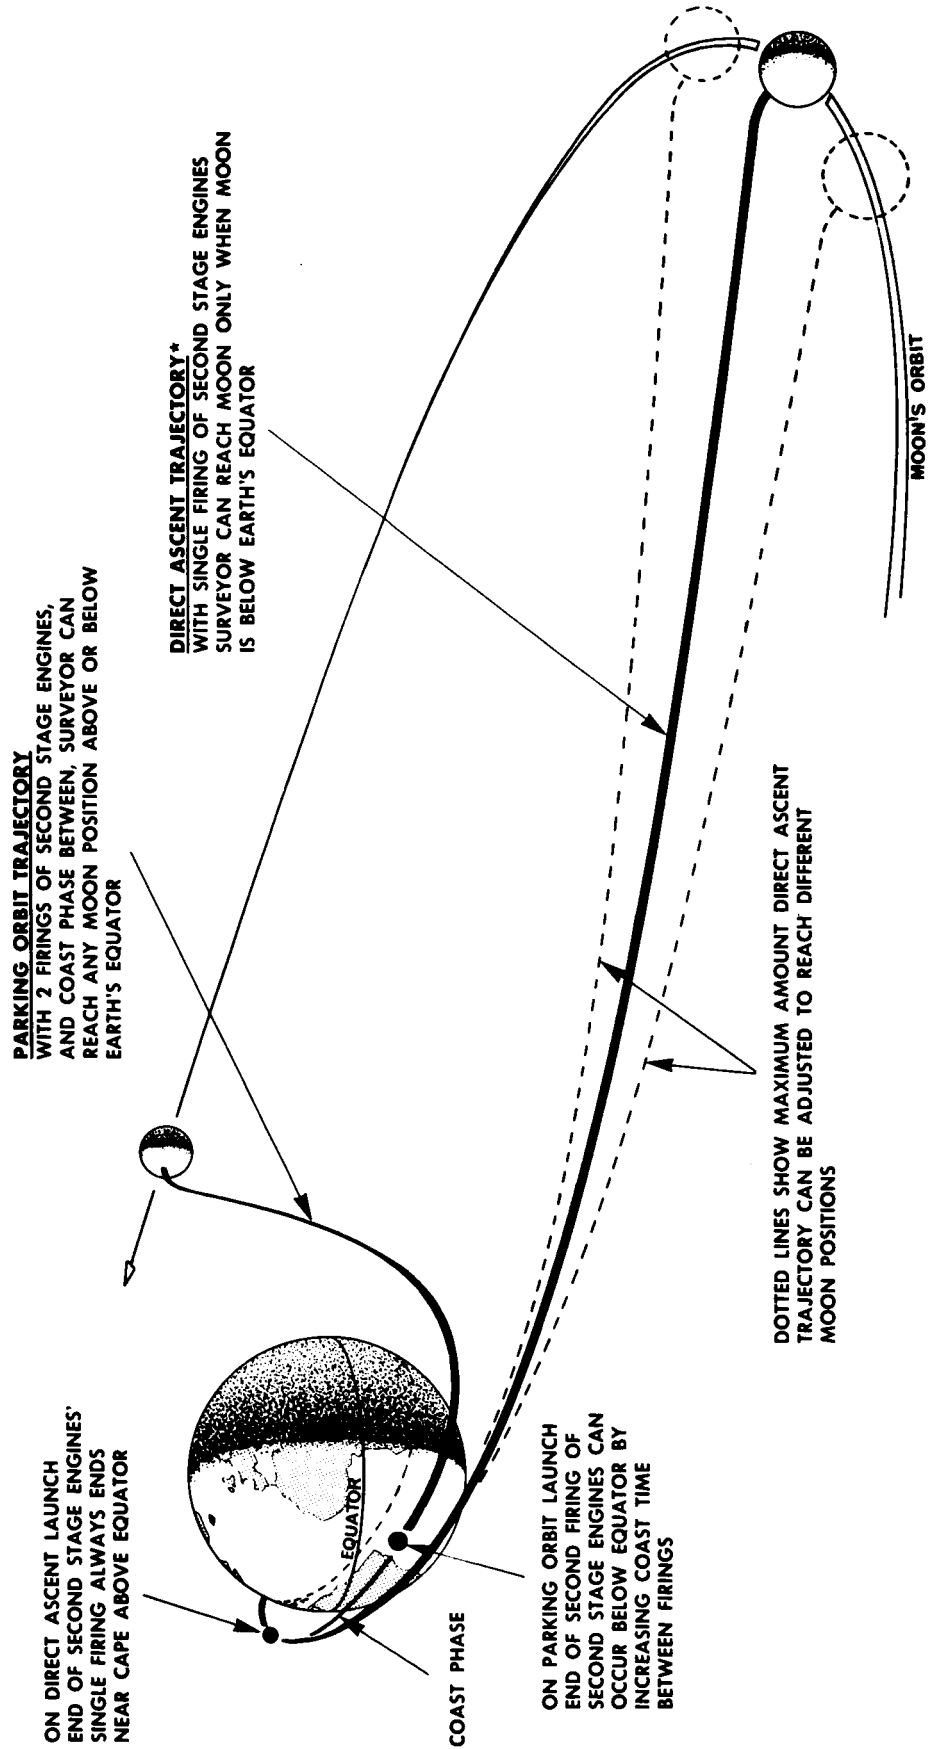 PARKING ORBIT TRAJECTORY
WITH 2 FIRINGS OF SECOND STAGE ENGINES,
AND COAST PHASE BETWEEN, SURVEYOR CAN
REACH ANY MOON POSITION ABOVE OR BELOW
EARTH'S EQUATOR
DIRECT ASCENT TRAJECTORY*
WITH SINGLE FIRING OF SECOND STAGE ENGINES
SURVEYOR CAN REACH MOON ONLY WHEN MOON
IS BELOW EARTH'S EQUATOR
ON DIRECT ASCENT LAUNCH
END OF SECOND STAGE ENGINES'
SINGLE FIRING ALWAYS ENDS
NEAR CAPE ABOVE EQUATOR
EQUATOR
COAST PHASE
ON PARKING ORBIT LAUNCH
END OF SECOND FIRING OF
SECOND STAGE ENGINES CAN
OCCUR BELOW EQUATOR BY
INCREASING COAST TIME
BETWEEN FIRINGS
DOTTED LINES SHOW MAXIMUM AMOUNT DIRECT ASCENT
TRAJECTORY CAN BE ADJUSTED TO REACH DIFFERENT
MOON POSITIONS
MOON'S ORBIT